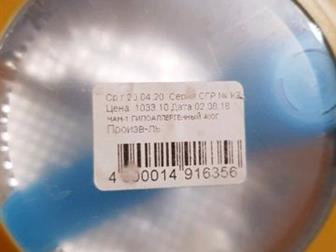 Ср.г 20.04.20 Серия СГР №
Цена 1033.10 Дата 02.08.18
НАН-1 ГИПОАЛЛЕРГЕННЫЙ 400Г
Произв-ль
4 00014 916356